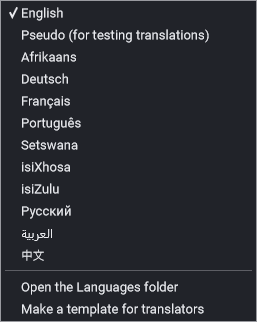 ✓ English
Pseudo (for testing translations)
Afrikaans
Deutsch
Français
Português
Setswana
isiXhosa
isiZulu
Русский
العربية
中文
Open the Languages folder
Make a template for translators